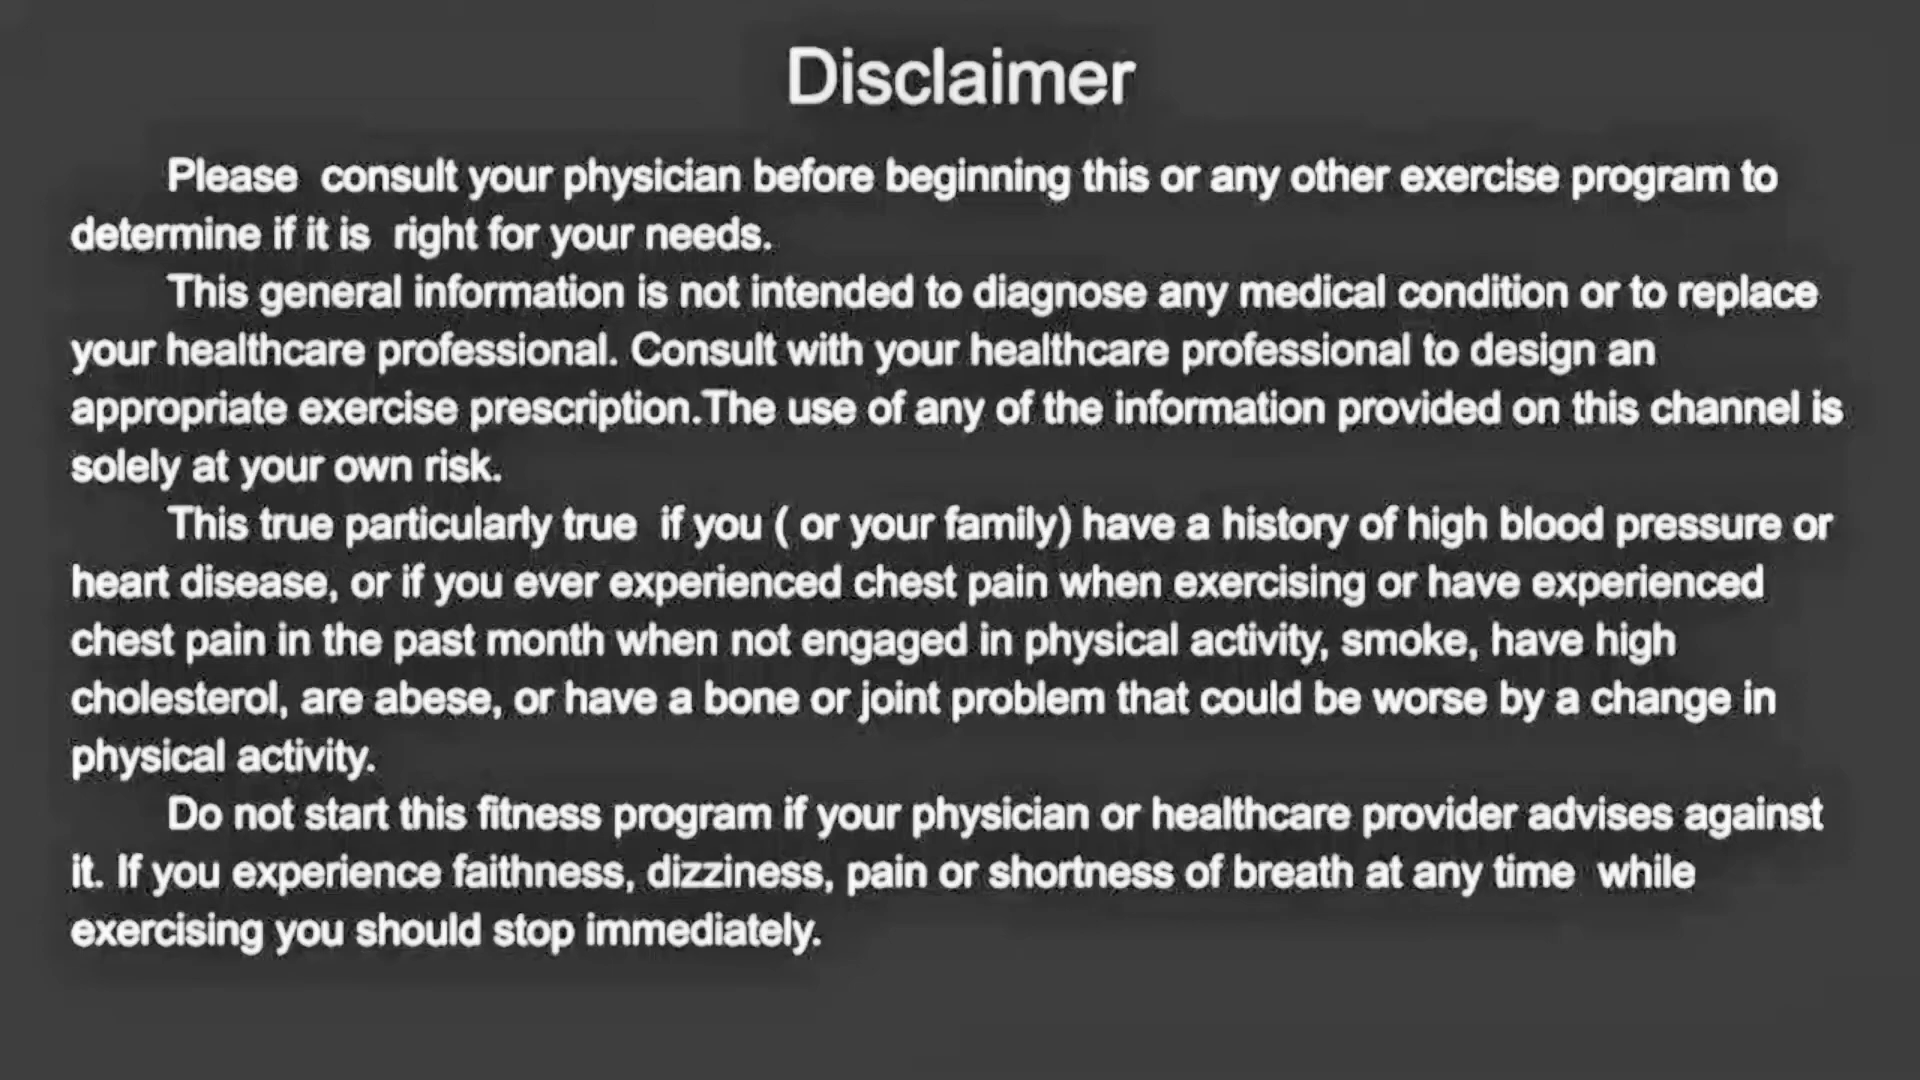 Disclaimer
Please consult your physician before beginning this or any other exercise program to
determine if it is right for your needs.
This general information is not intended to diagnose any medical condition or to replace
your healthcare professional. Consult with your healthcare professional to design an
appropriate exercise prescription.The use of any of the information provided on this channel is
solely at your own risk.
This true particularly true if you ( or your family) have a history of high blood pressure or
heart disease, or if you ever experienced chest pain when exercising or have experienced
chest pain in the past month when not engaged in physical activity, smoke, have high
cholesterol, are abese, or have a bone or joint problem that could be worse by a change in
physical activity.
Do not start this fitness program if your physician or healthcare provider advises against
it. If you experience faithness, dizziness, pain or shortness of breath at any time while
exercising you should stop immediately.